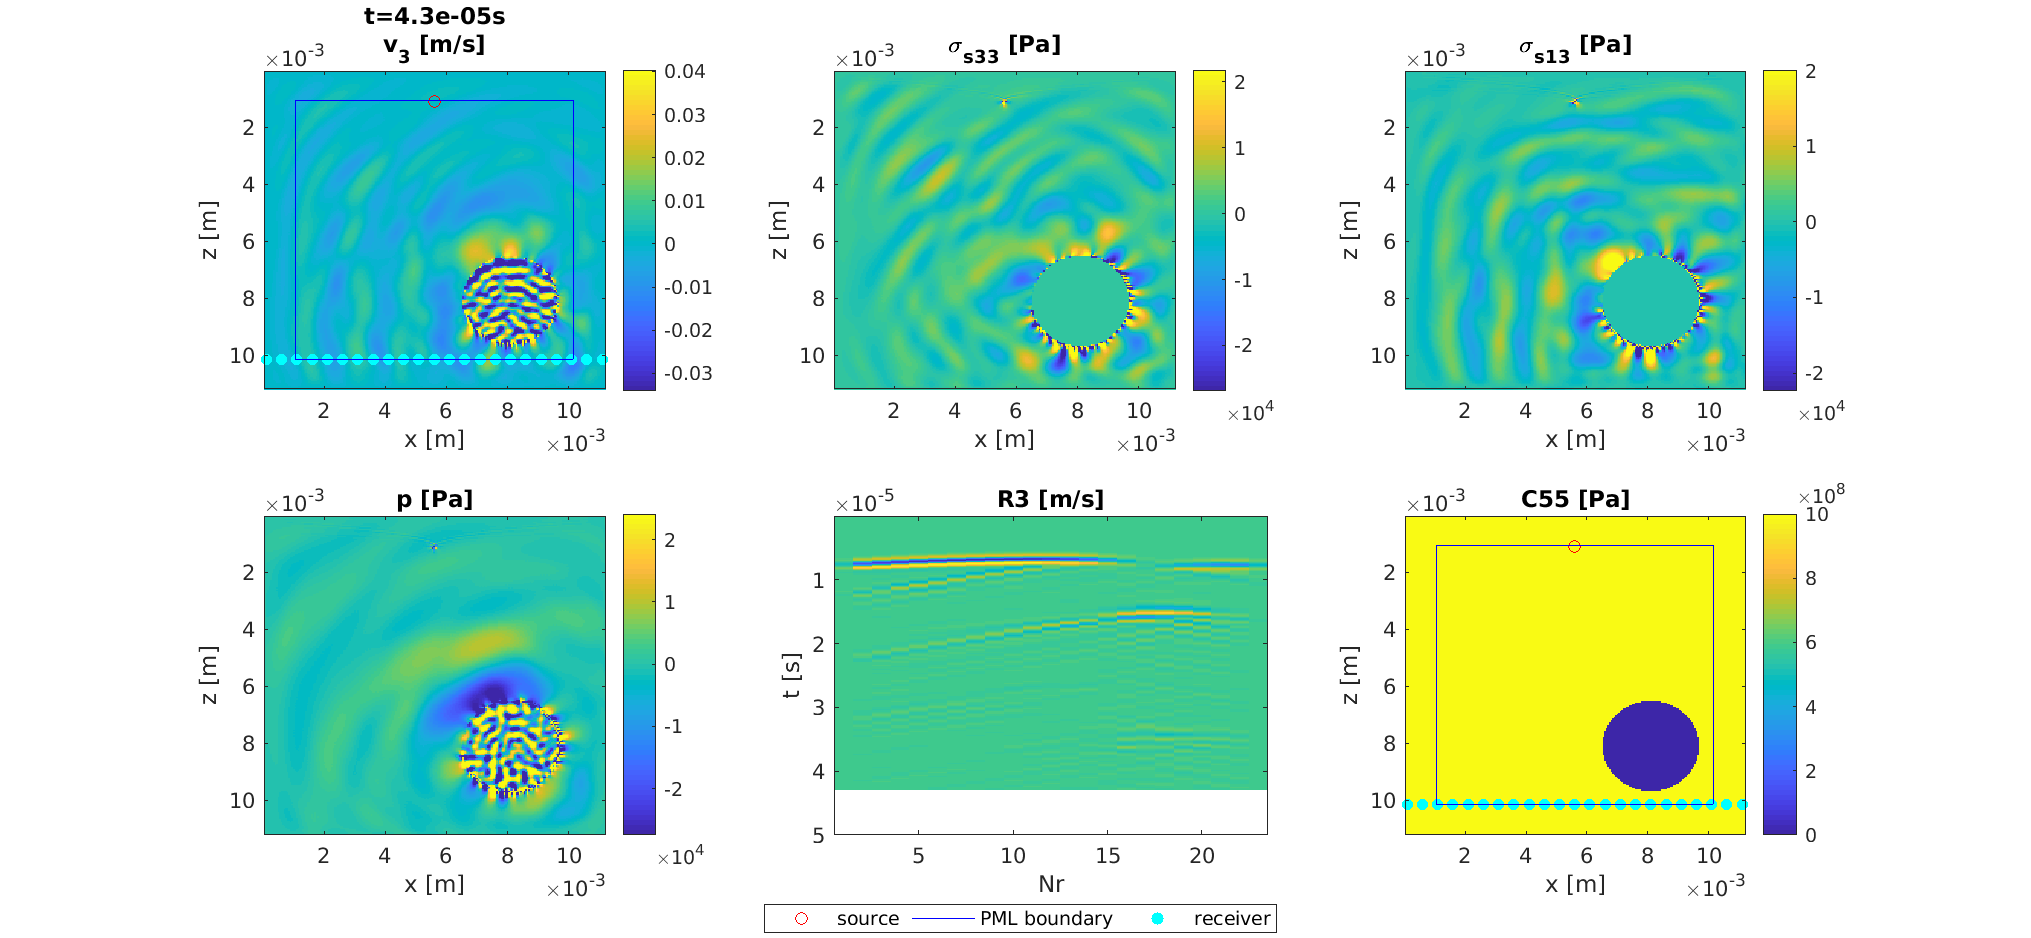 t=4.3e-05s
v3 [m/s]
×10-3
0.04
0.03
0.02
0.01
0
-0.01
-0.02
-0.03
2
4
6
8
10
z [m]
2 4 6 8 10
x [m]
×10-3
σs33 [Pa]
×10-3
2
1
0
-1
-2
×104
2
4
6
8
10
z [m]
2 4 6 8 10
x [m]
×10-3
σs13 [Pa]
×10-3
2
1
0
-1
-2
×104
2
4
6
8
10
z [m]
2 4 6 8 10
x [m]
×10-3
p [Pa]
×10-3
2
1
0
-1
-2
×104
2
4
6
8
10
z [m]
2 4 6 8 10
x [m]
×10-3
R3 [m/s]
×10-5
1
2
3
4
5
t [s]
5 10 15 20
Nr
C55 [Pa]
×10-3
×108
10
8
6
4
2
0
2
4
6
8
10
z [m]
2 4 6 8 10
x [m]
×10-3
source PML boundary receiver